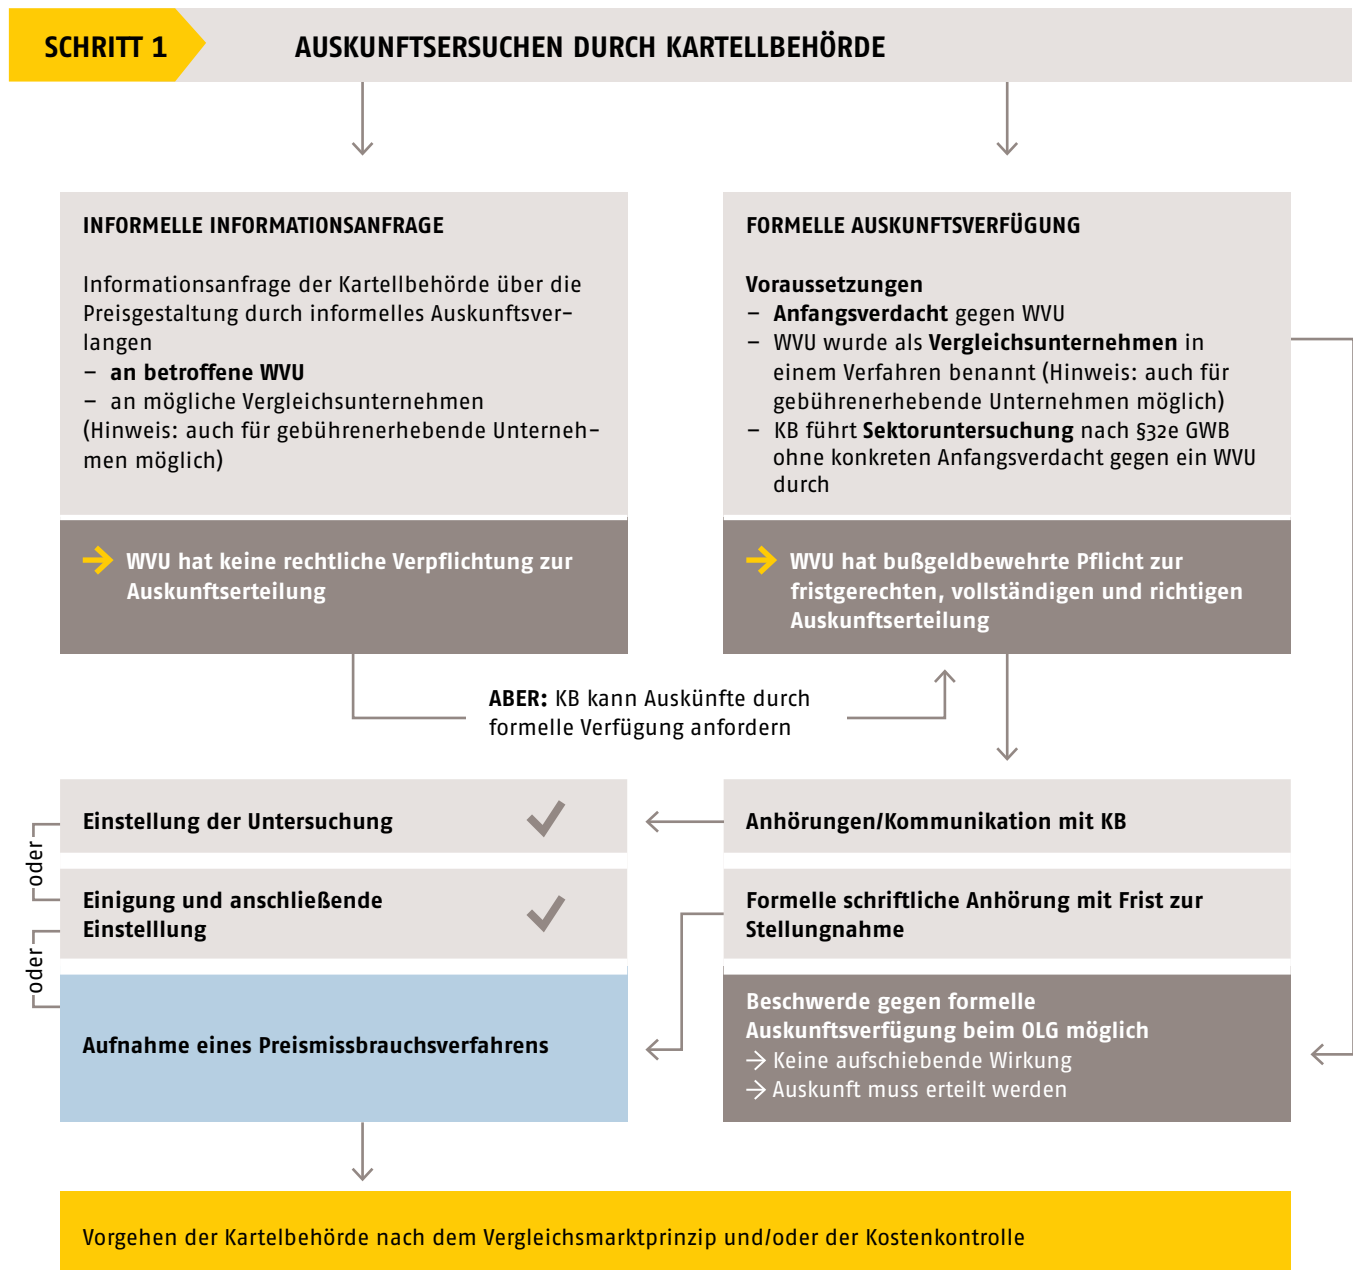 SCHRITT 1
AUSKUNFTSERSUCHEN DURCH KARTELLBEHÖRDE
INFORMELLE INFORMATIONSANFRAGE
Informationsanfrage der Kartellbehörde über die
Preisgestaltung durch informelles Auskunftsver-
langen
– an betroffene WVU
– an mögliche Vergleichsunternehmen
(Hinweis: auch für gebührenerhebende Unterneh-
men möglich)
→ WVU hat keine rechtliche Verpflichtung zur
Auskunftserteilung
FORMELLE AUSKUNFTSVERFÜGUNG
Voraussetzungen
– Anfangsverdacht gegen WVU
– WVU wurde als Vergleichsunternehmen in
einem Verfahren benannt (Hinweis: auch für
gebührenerhebende Unternehmen möglich)
– KB führt Sektoruntersuchung nach §32e GWB
ohne konkreten Anfangsverdacht gegen ein WVU
durch
→ WVU hat bußgeldbewehrte Pflicht zur
fristgerechten, vollständigen und richtigen
Auskunftserteilung
ABER: KB kann Auskünfte durch
formelle Verfügung anfordern
Einstellung der Untersuchung
oder
Einigung und anschließende
Einstelllung
oder
Aufnahme eines Preismissbrauchsverfahrens
Anhörungen/Kommunikation mit KB
Formelle schriftliche Anhörung mit Frist zur
Stellungnahme
Beschwerde gegen formelle
Auskunftsverfügung beim OLG möglich
→ Keine aufschiebende Wirkung
→ Auskunft muss erteilt werden
Vorgehen der Kartelbehörde nach dem Vergleichsmarktprinzip und/oder der Kostenkontrolle